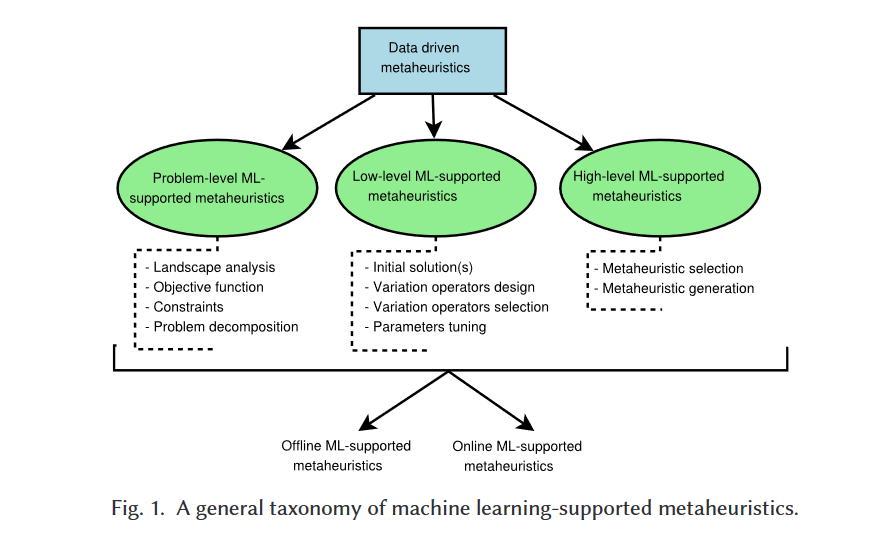 Data driven
metaheuristics
Problem-level ML-
supported metaheuristics
Low-level ML-supported
metaheuristics
High-level ML-supported
metaheuristics
- Landscape analysis
- Objective function
- Constraints
- Problem decomposition
- Initial solution(s)
- Variation operators design
- Variation operators selection
- Parameters tuning
- Metaheuristic selection
- Metaheuristic generation
Offline ML-supported
metaheuristics
Online ML-supported
metaheuristics
Fig. 1. A general taxonomy of machine learning-supported metaheuristics.